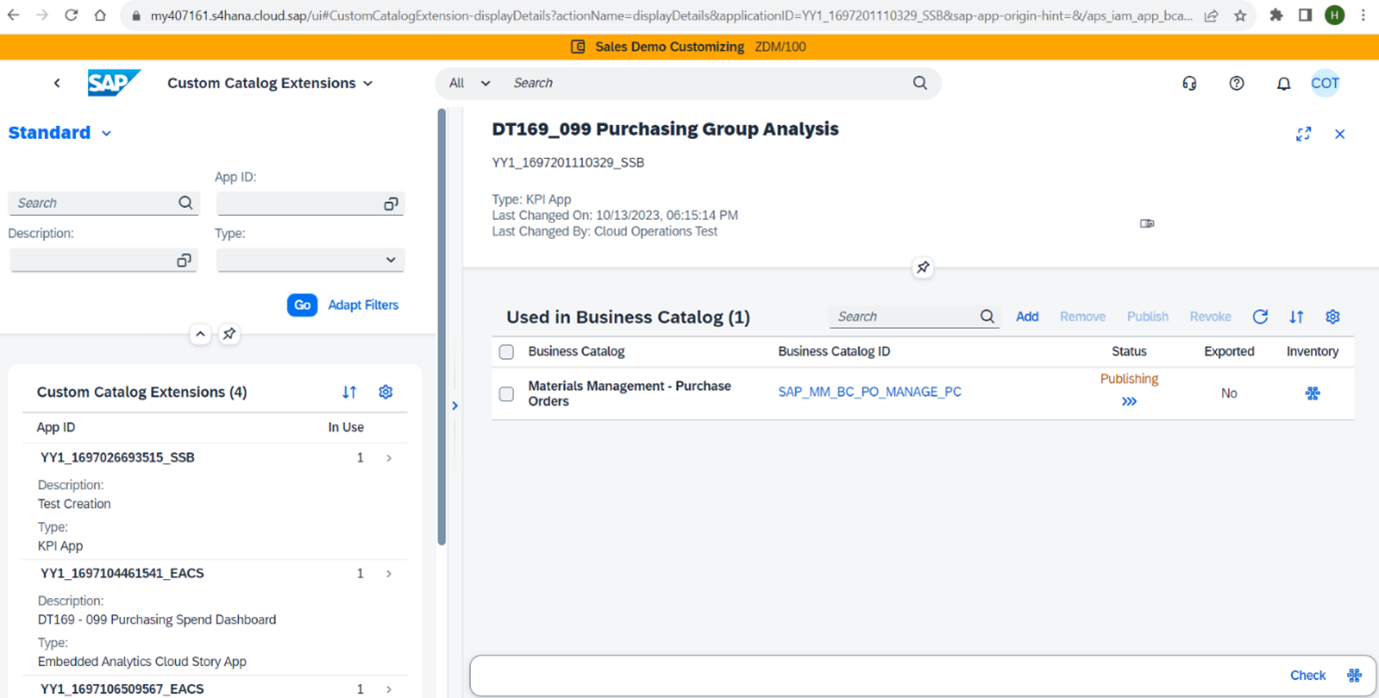 my407161.s4hana.cloud.sap/ui#CustomCatalogExtension-displayDetails?actionName=displayDetails&applicationID=YY1_1697201110329_SSB&sap-app-origin-hint=&/aps_iam_app_bca...
H
Sales Demo Customizing ZDM/100
SAP
Custom Catalog Extensions
All
Search
COT
Standard
App ID:
Search
Description:
Type:
Go
Adapt Filters
Custom Catalog Extensions (4)
App ID
In Use
YY1_1697026693515_SSB
1
Description:
Test Creation
Type:
KPI App
YY1_1697104461541_EACS
1
Description:
DT169 - 099 Purchasing Spend Dashboard
Type:
Embedded Analytics Cloud Story App
YY1_1697106509567_EACS
1
DT169_099 Purchasing Group Analysis
YY1_1697201110329_SSB
Type: KPI App
Last Changed On: 10/13/2023, 06:15:14 PM
Last Changed By: Cloud Operations Test
Used in Business Catalog (1)
Search
Add
Remove
Publish
Revoke
Business Catalog
Business Catalog ID
Status
Exported
Inventory
Materials Management - Purchase
Orders
SAP_MM_BC_PO_MANAGE_PC
Publishing
No
Check